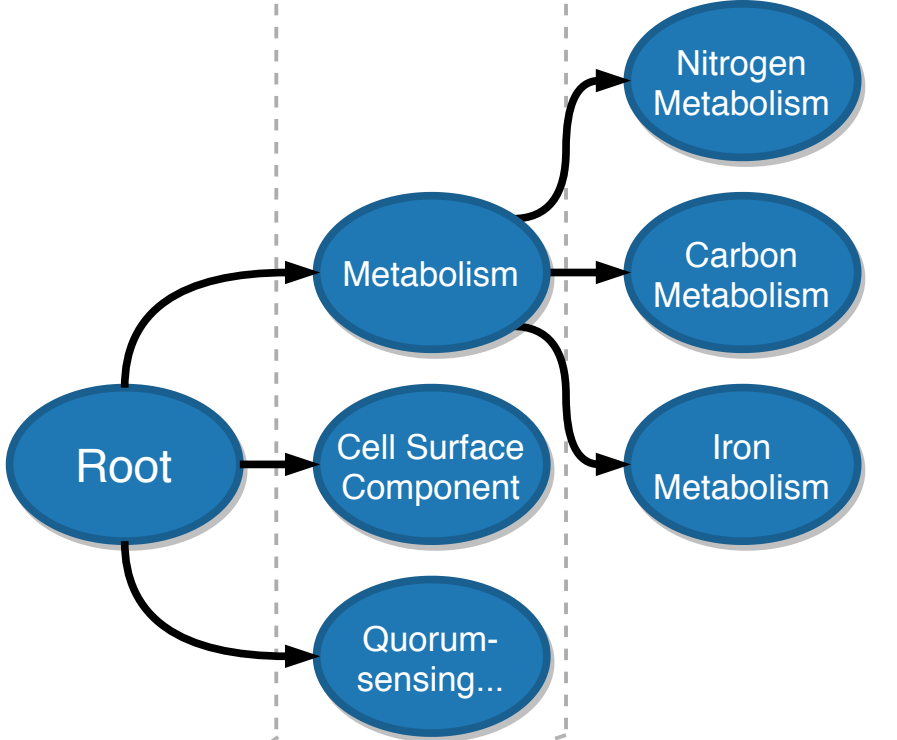 Nitrogen
Metabolism
Metabolism
Carbon
Metabolism
Root
Cell Surface
Component
Iron
Metabolism
Quorum-
sensing...